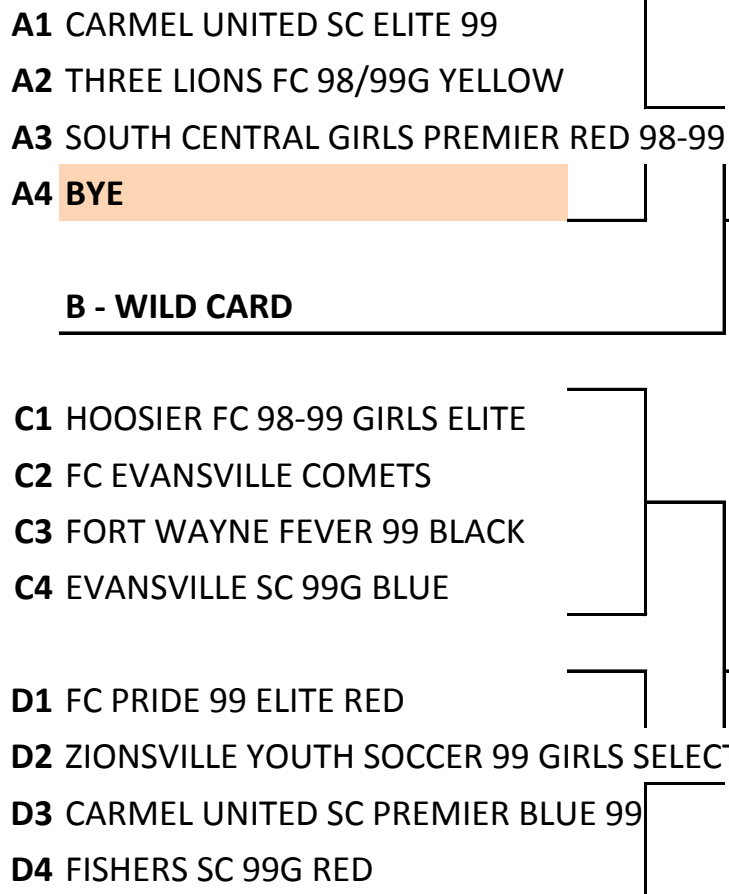 A1 CARMEL UNITED SC ELITE 99
A2 THREE LIONS FC 98/99G YELLOW
A3 SOUTH CENTRAL GIRLS PREMIER RED 98-99
A4 BYE
B - WILD CARD
C1 HOOSIER FC 98-99 GIRLS ELITE
C2 FC EVANSVILLE COMETS
C3 FORT WAYNE FEVER 99 BLACK
C4 EVANSVILLE SC 99G BLUE
D1 FC PRIDE 99 ELITE RED
D2 ZIONSVILLE YOUTH SOCCER 99 GIRLS SELECT
D3 CARMEL UNITED SC PREMIER BLUE 99
D4 FISHERS SC 99G RED